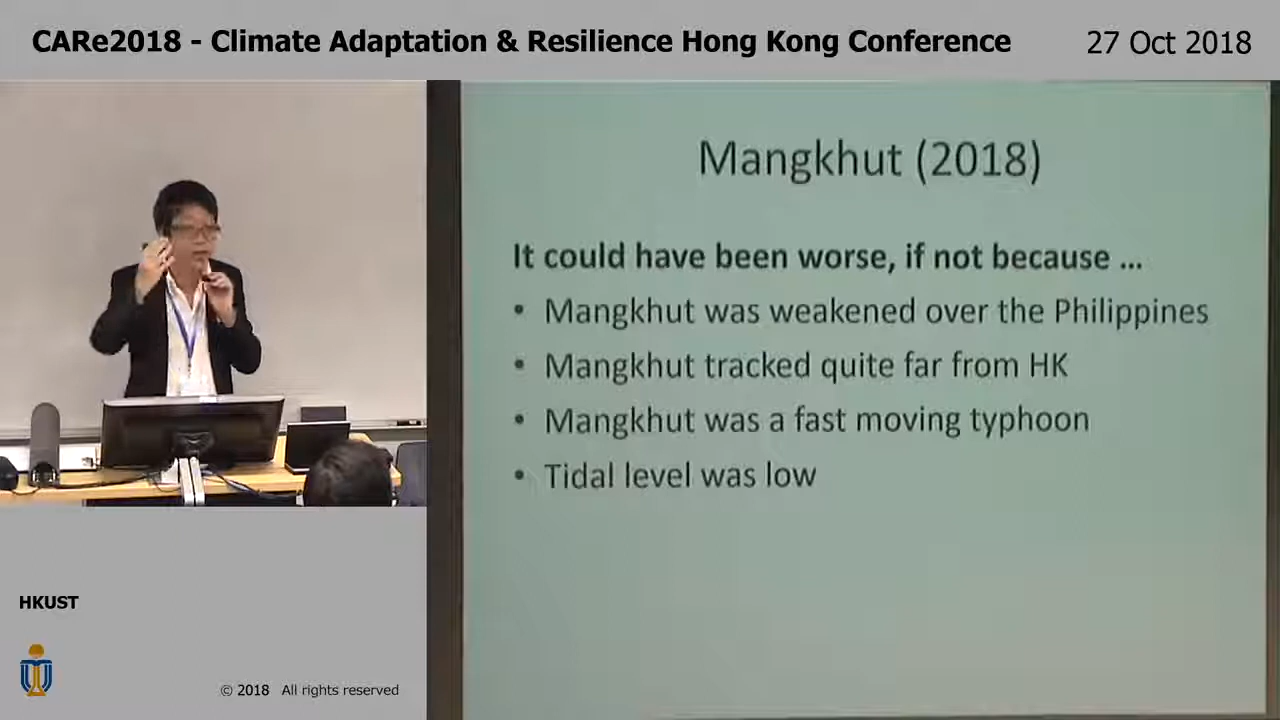 CARe2018 - Climate Adaptation & Resilience Hong Kong Conference
27 Oct 2018
Mangkhut (2018)
It could have been worse, if not because ...
• Mangkhut was weakened over the Philippines
• Mangkhut tracked quite far from HK
• Mangkhut was a fast moving typhoon
• Tidal level was low
HKUST
© 2018 All rights reserved